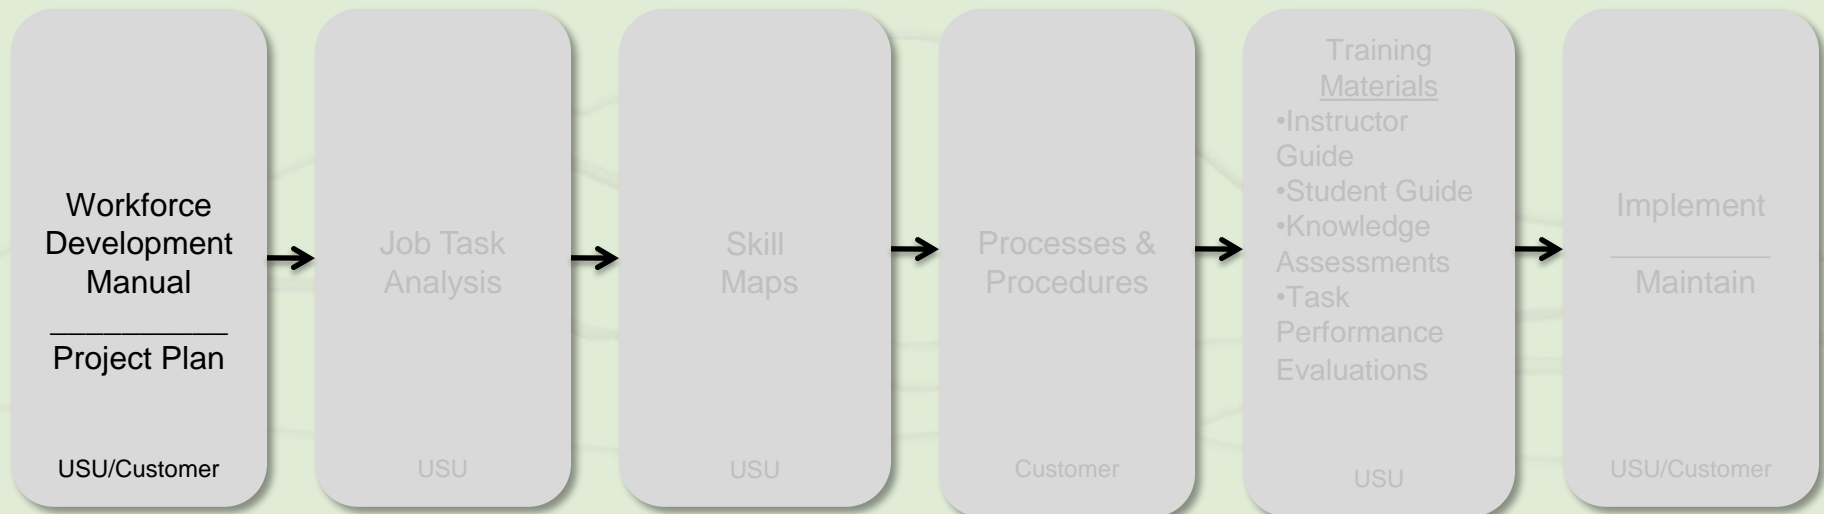 Workforce
Development
Manual
__________
Project Plan
USU/Customer
Job Task
Analysis
USU
Skill
Maps
USU
Processes &
Procedures
Customer
Training
Materials
•Instructor
Guide
•Student Guide
•Knowledge
Assessments
•Task
Performance
Evaluations
USU
Implement
_________
Maintain
USU/Customer